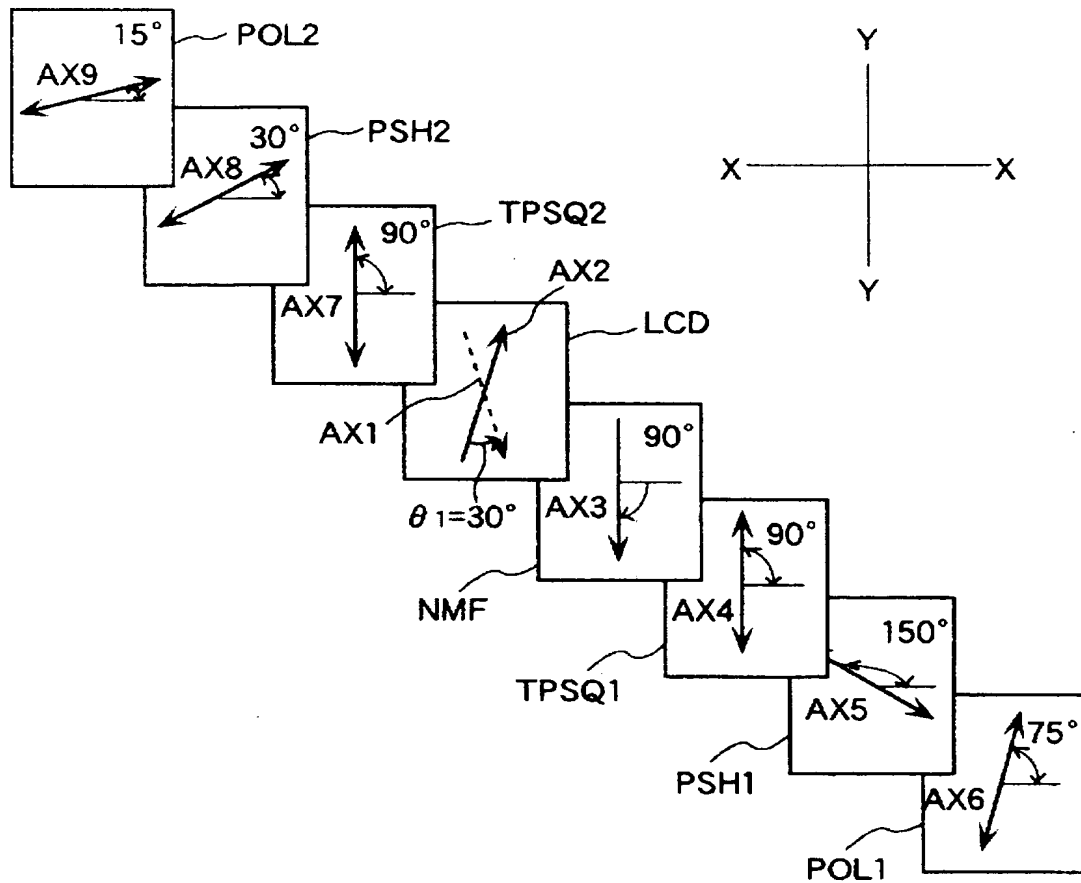 15° POL2
AX9
Y
30° PSH2
AX8
X X
TPSQ2
90°
AX2
AX7
Y
LCD
AX1
90°
θ1=30°
AX3
90°
NMF
AX4
150°
TPSQ1
AX5
75°
PSH1
AX6
POL1